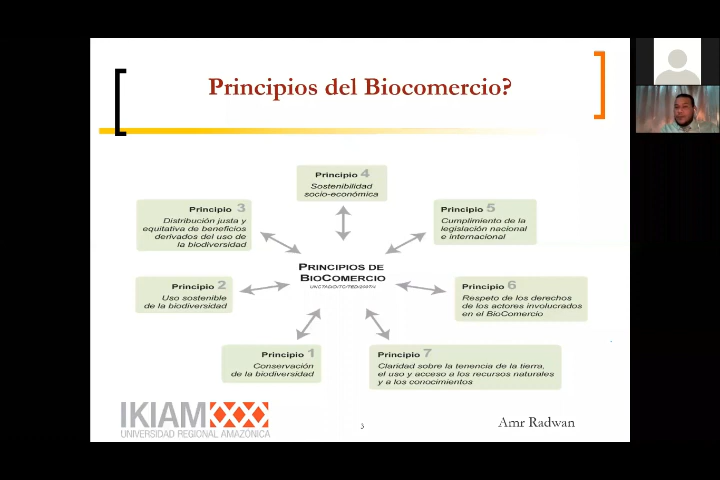 Principios del Biocomercio?
Principio 4
Sostenibilidad
socio-económica
Principio 3
Distribución justa y
equitativa de beneficios
derivados del uso de
la biodiversidad
Principio 5
Cumplimiento de la
legislación nacional
e internacional
PRINCIPIOS DE
BIOCOMERCIO
Principio 2
Uso sostenible
de la biodiversidad
Principio 6
Respeto de los derechos
de los actores involucrados
en el BioComercio
Principio 1
Conservación
de la biodiversidad
Principio 7
Claridad sobre la tenencia de la tierra,
el uso y acceso a los recursos naturales
y a los conocimientos
IKIAM
UNIVERSIDAD REGIONAL AMAZÓNICA
Amr Radwan